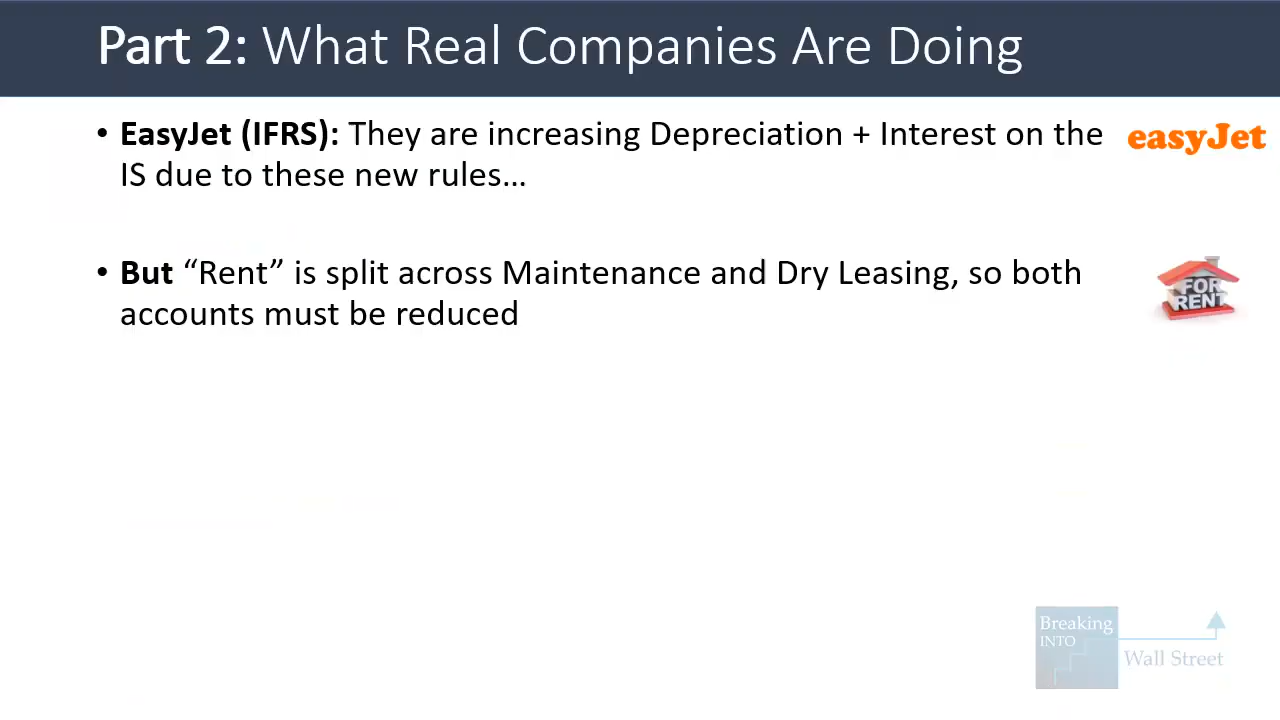 Part 2: What Real Companies Are Doing
• EasyJet (IFRS): They are increasing Depreciation + Interest on the
IS due to these new rules…
easyJet
• But “Rent” is split across Maintenance and Dry Leasing, so both
accounts must be reduced
FOR
RENT
Breaking
INTO
Wall Street